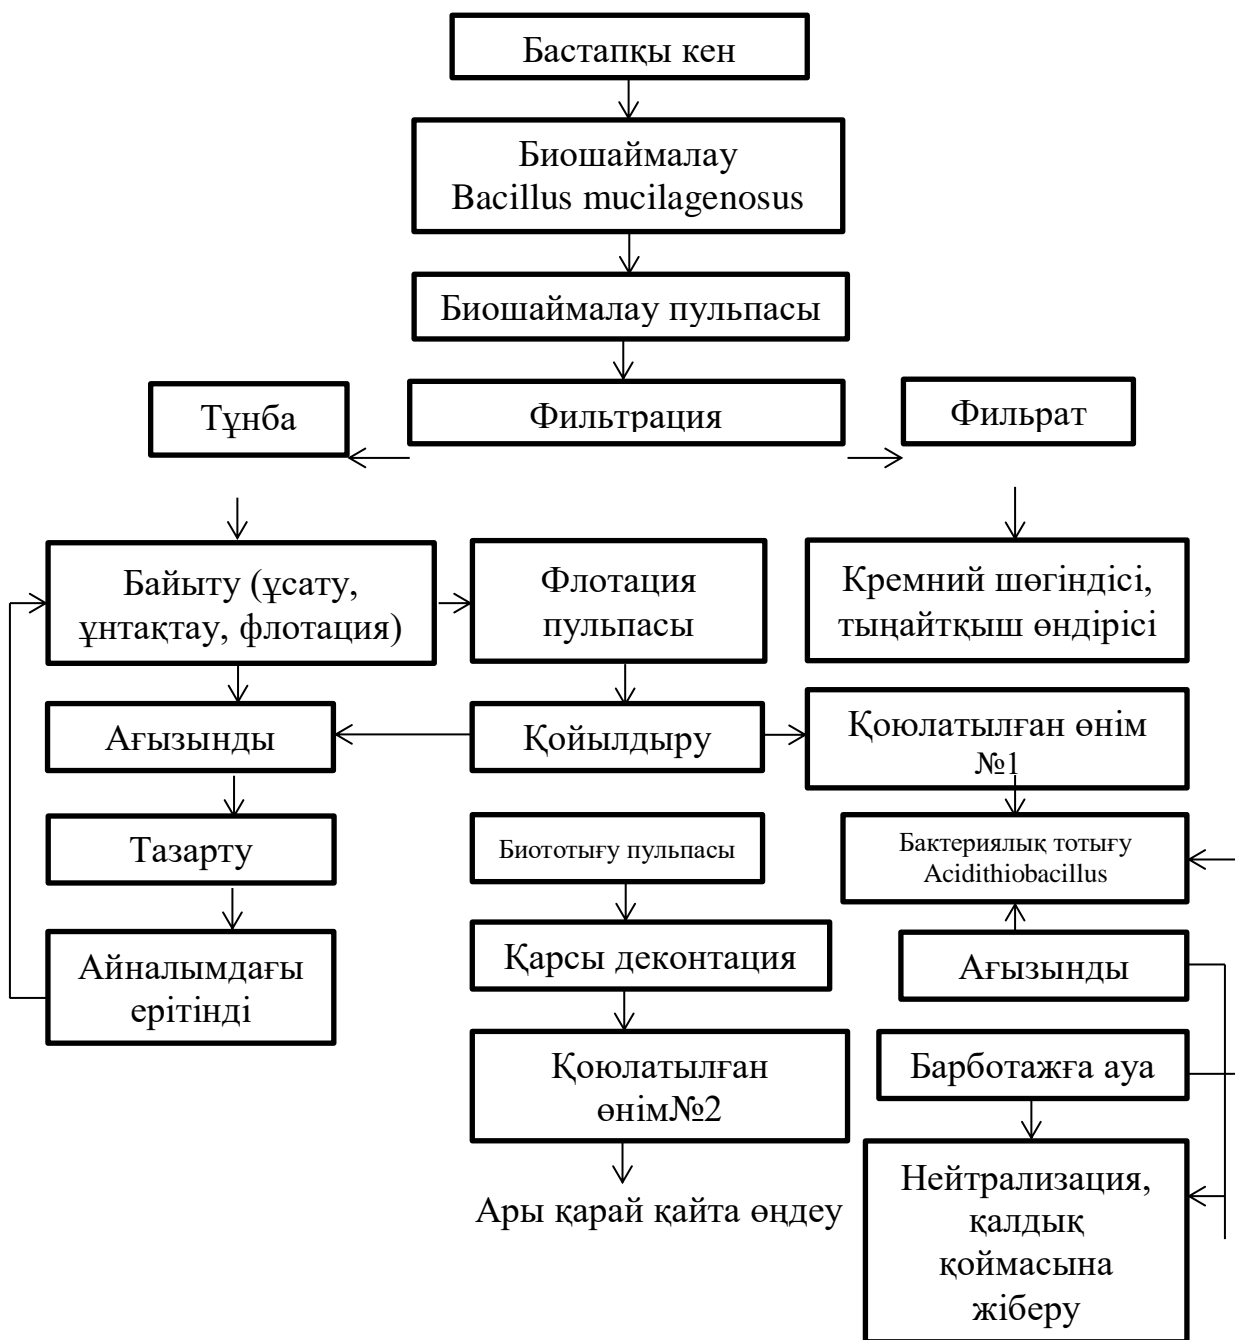 Бастапқы кен
Биошаймалау
Bacillus mucilagenosus
Биошаймалау пульпасы
Тұнба
Фильтрация
Фильрат
Байыту (ұсату,
ұнтақтау, флотация)
Флотация
пульпасы
Кремний шөгіндісі,
тыңайтқыш өндірісі
Ағызынды
Қойылдыру
Қоюлатылған өнім
№1
Тазарту
Биототығу пульпасы
Бактериялық тотығу
Acidithiobacillus
Айналымдағы
ерітінді
Қарсы деконтация
Ағызынды
Қоюлатылған
өнім№2
Барботажға ауа
Ары қарай қайта өңдеу
Нейтрализация,
қалдық
қоймасына
жіберу